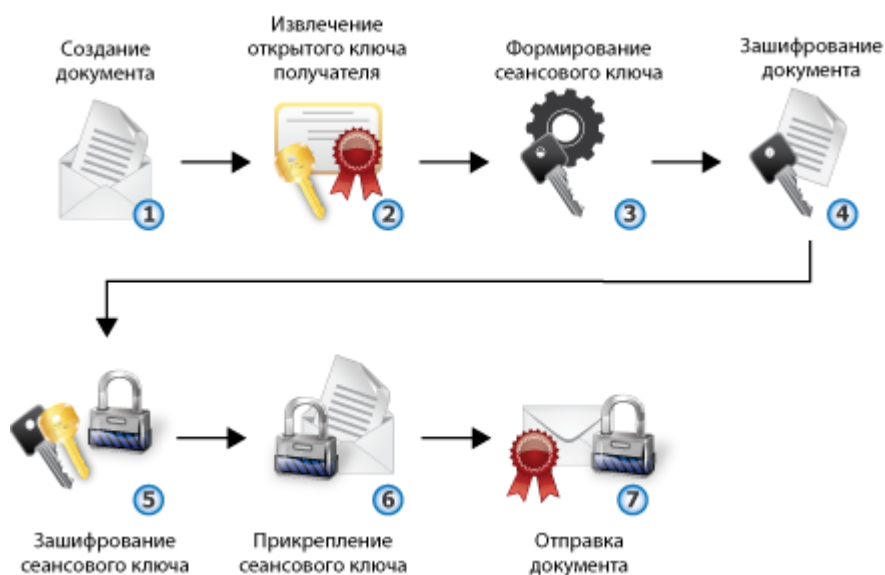 Создание
документа
1
Извлечение
открытого ключа
получателя
2
Формирование
сеансового ключа
3
Зашифрование
документа
4
5
Зашифрование
сеансового ключа
6
Прикрепление
сеансового ключа
7
Отправка
документа